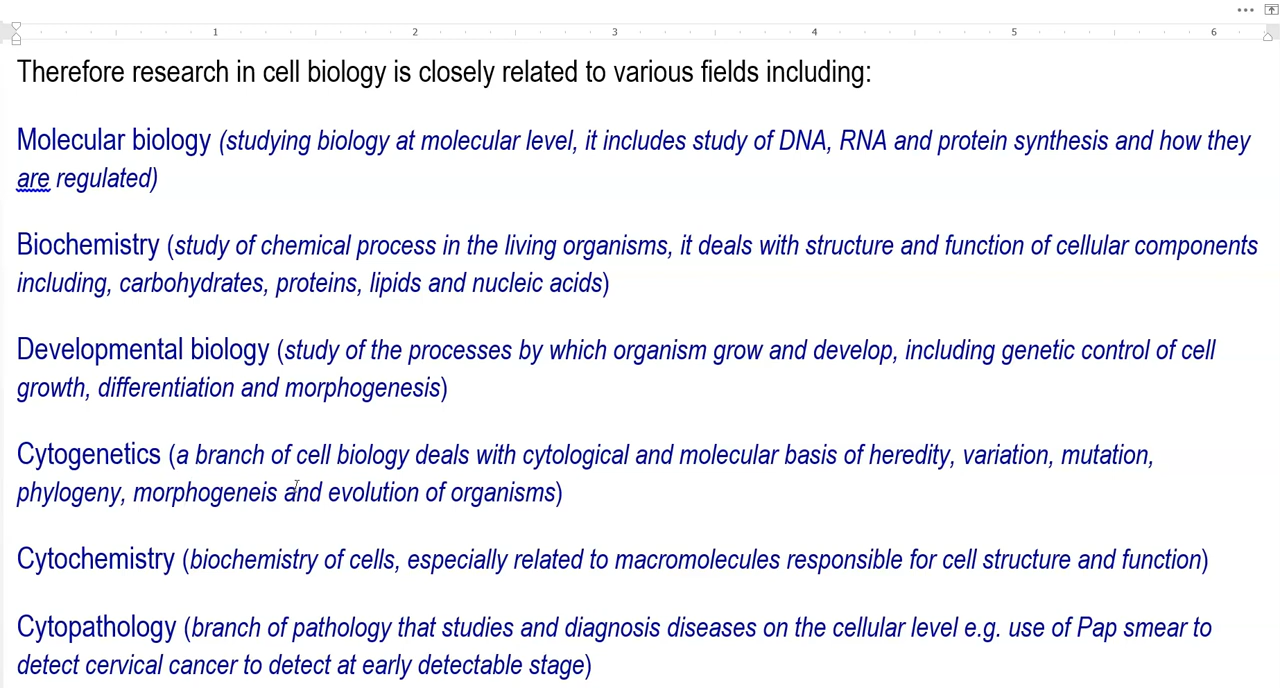 1 2 3 4 5 6
Therefore research in cell biology is closely related to various fields including:
Molecular biology (studying biology at molecular level, it includes study of DNA, RNA and protein synthesis and how they
are regulated)
Biochemistry (study of chemical process in the living organisms, it deals with structure and function of cellular components
including, carbohydrates, proteins, lipids and nucleic acids)
Developmental biology (study of the processes by which organism grow and develop, including genetic control of cell
growth, differentiation and morphogenesis)
Cytogenetics (a branch of cell biology deals with cytological and molecular basis of heredity, variation, mutation,
phylogeny, morphogeneis and evolution of organisms)
Cytochemistry (biochemistry of cells, especially related to macromolecules responsible for cell structure and function)
Cytopathology (branch of pathology that studies and diagnosis diseases on the cellular level e.g. use of Pap smear to
detect cervical cancer to detect at early detectable stage)